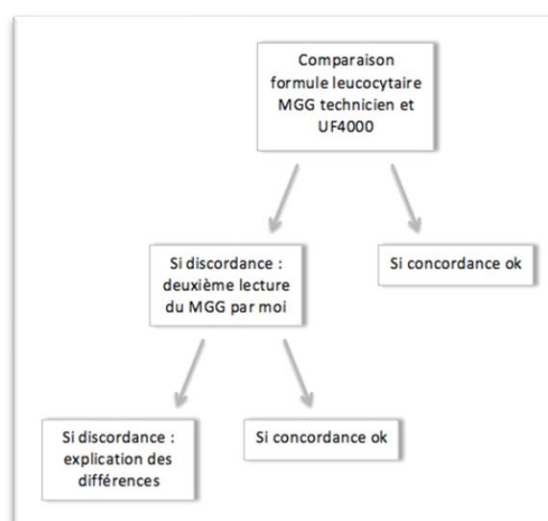 Comparaison
formule leucocytaire
MGG technicien et
UF4000
Si discordance :
deuxième lecture
du MGG par moi
Si concordance ok
Si discordance :
explication des
différences
Si concordance ok